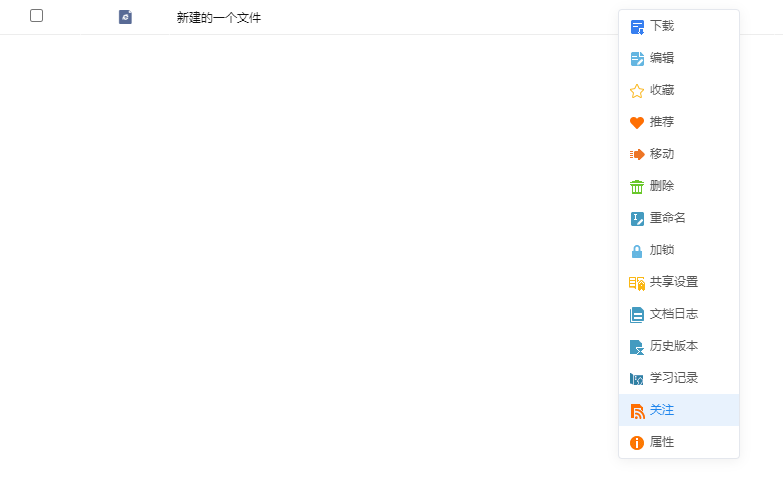 新建的一个文件
下载
编辑
收藏
推荐
移动
删除
重命名
加锁
共享设置
文档日志
历史版本
学习记录
关注
属性